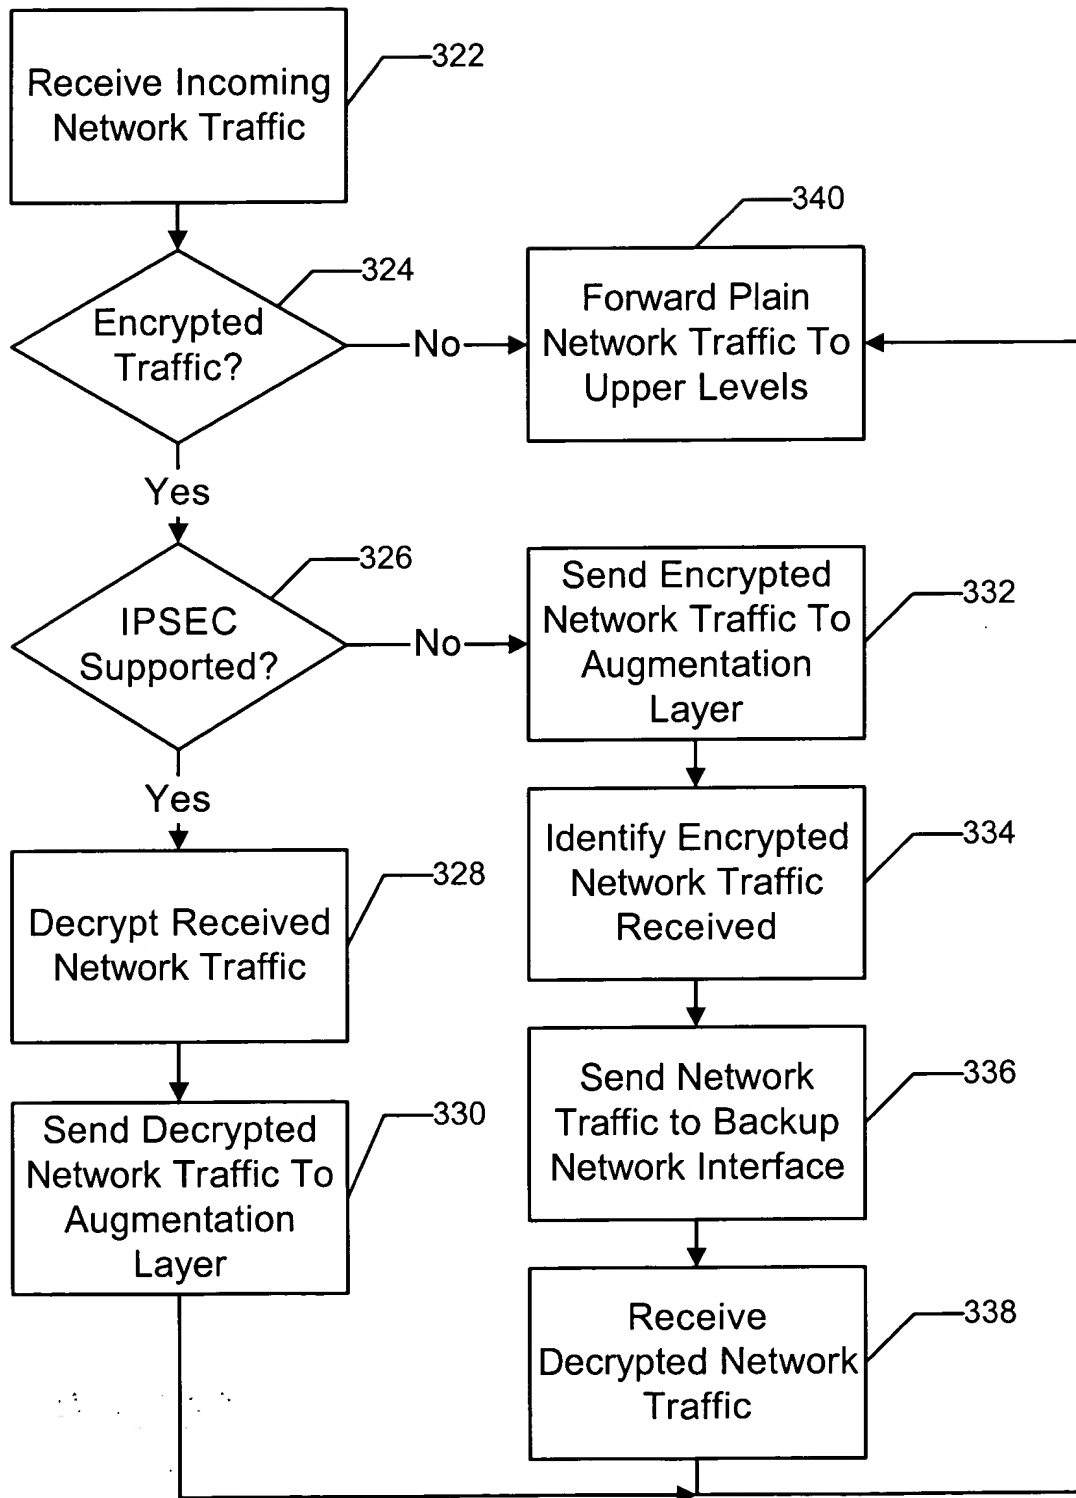 Receive Incoming
Network Traffic
322
Encrypted
Traffic?
324
No
Forward Plain
Network Traffic To
Upper Levels
340
Yes
IPSEC
Supported?
326
No
Send Encrypted
Network Traffic To
Augmentation
Layer
332
Yes
Identify Encrypted
Network Traffic
Received
334
Decrypt Received
Network Traffic
328
Send Network
Traffic to Backup
Network Interface
336
Send Decrypted
Network Traffic To
Augmentation
Layer
330
Receive
Decrypted Network
Traffic
338